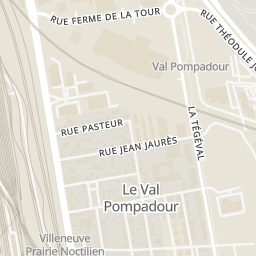 RUE FERME DE LA TOUR
RUE THÉODULE J
Val Pompadour
LA TÉGÉVAL
RUE PASTEUR
RUE JEAN JAURÈS
Le Val
Pompadour
Villeneuve
Prairie Noctilien